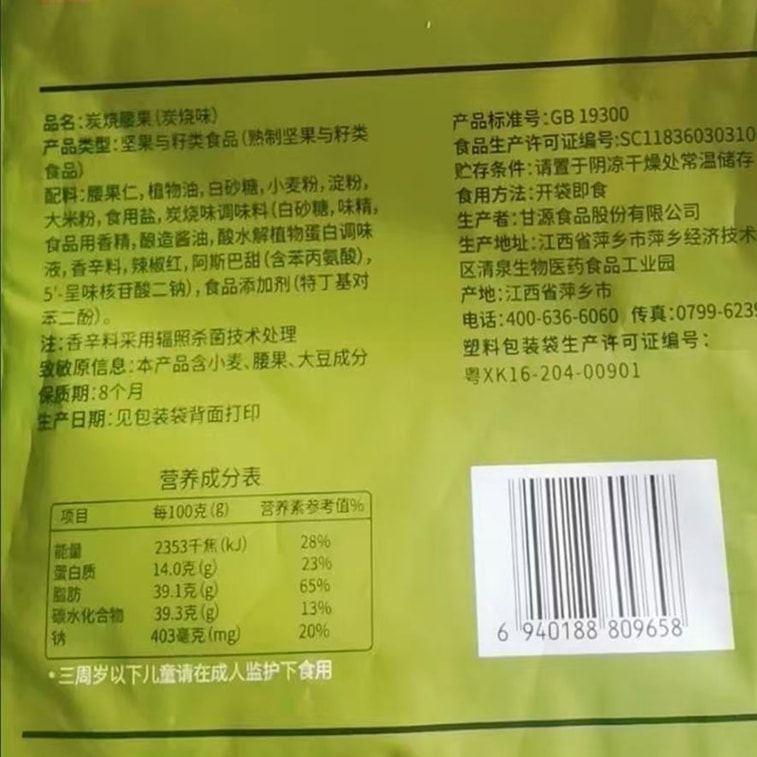 品名:炭烧腰果(炭烧味)
产品类型:坚果与籽类食品(熟制坚果与籽类
食品)
配料:腰果仁,植物油,白砂糖,小麦粉,淀粉,
大米粉,食用盐,炭烧味调味料(白砂糖,味精,
食品用香精,酿造酱油,酸水解植物蛋白调味
液,香辛料,辣椒红,阿斯巴甜(含苯丙氨酸),
5'-呈味核苷酸二钠),食品添加剂(特丁基对
苯二酚)。
注:香辛料采用辐照杀菌技术处理
致敏原信息:本产品含小麦、腰果、大豆成分
保质期:8个月
生产日期:见包装袋背面打印
产品标准号:GB 19300
食品生产许可证编号:SC11836030310
贮存条件:请置于阴凉干燥处常温储存
食用方法:开袋即食
生产者:甘源食品股份有限公司
生产地址:江西省萍乡市萍乡经济技术
区清泉生物医药食品工业园
产地:江西省萍乡市
电话:400-636-6060 传真:0799-6239
塑料包装袋生产许可证编号:
粤XK16-204-00901
营养成分表
项目 每100克(g) 营养素参考值%
能量 2353千焦(kJ) 28%
蛋白质 14.0克(g) 23%
脂肪 39.1克(g) 65%
碳水化合物 39.3克(g) 13%
钠 403毫克(mg) 20%
•三周岁以下儿童请在成人监护下食用
6 940188 809658